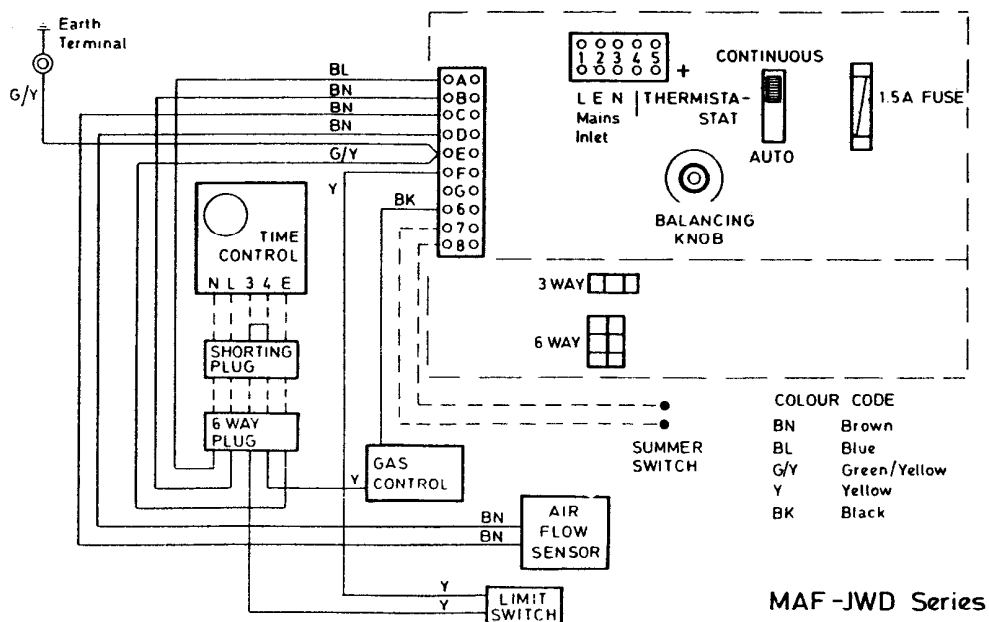 Earth
Terminal
G/Y
BL
BN
BN
BN
G/Y
Y
BK
A
B
C
D
E
F
G
6
7
8
1 2 3 4 5
+
L E N
Mains
Inlet
THERMISTA-
STAT
CONTINUOUS
AUTO
1.5A FUSE
BALANCING
KNOB
TIME
CONTROL
N L 3 4 E
SHORTING
PLUG
6 WAY
PLUG
3 WAY
6 WAY
SUMMER
SWITCH
GAS
CONTROL
Y
BN
BN
AIR
FLOW
SENSOR
Y
Y
LIMIT
SWITCH
COLOUR CODE
BN Brown
BL Blue
G/Y Green/Yellow
Y Yellow
BK Black
MAF-JWD Series